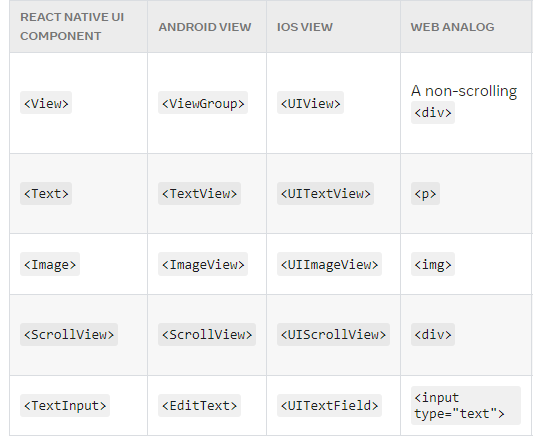 REACT NATIVE UI
COMPONENT
ANDROID VIEW
IOS VIEW
WEB ANALOG
<View>
<ViewGroup>
<UIView>
A non-scrolling
<div>
<Text>
<TextView>
<UITextView>
<p>
<Image>
<ImageView>
<UIImageView>
<img>
<ScrollView>
<ScrollView>
<UIScrollView>
<div>
<TextInput>
<EditText>
<UITextField>
<input
type="text">